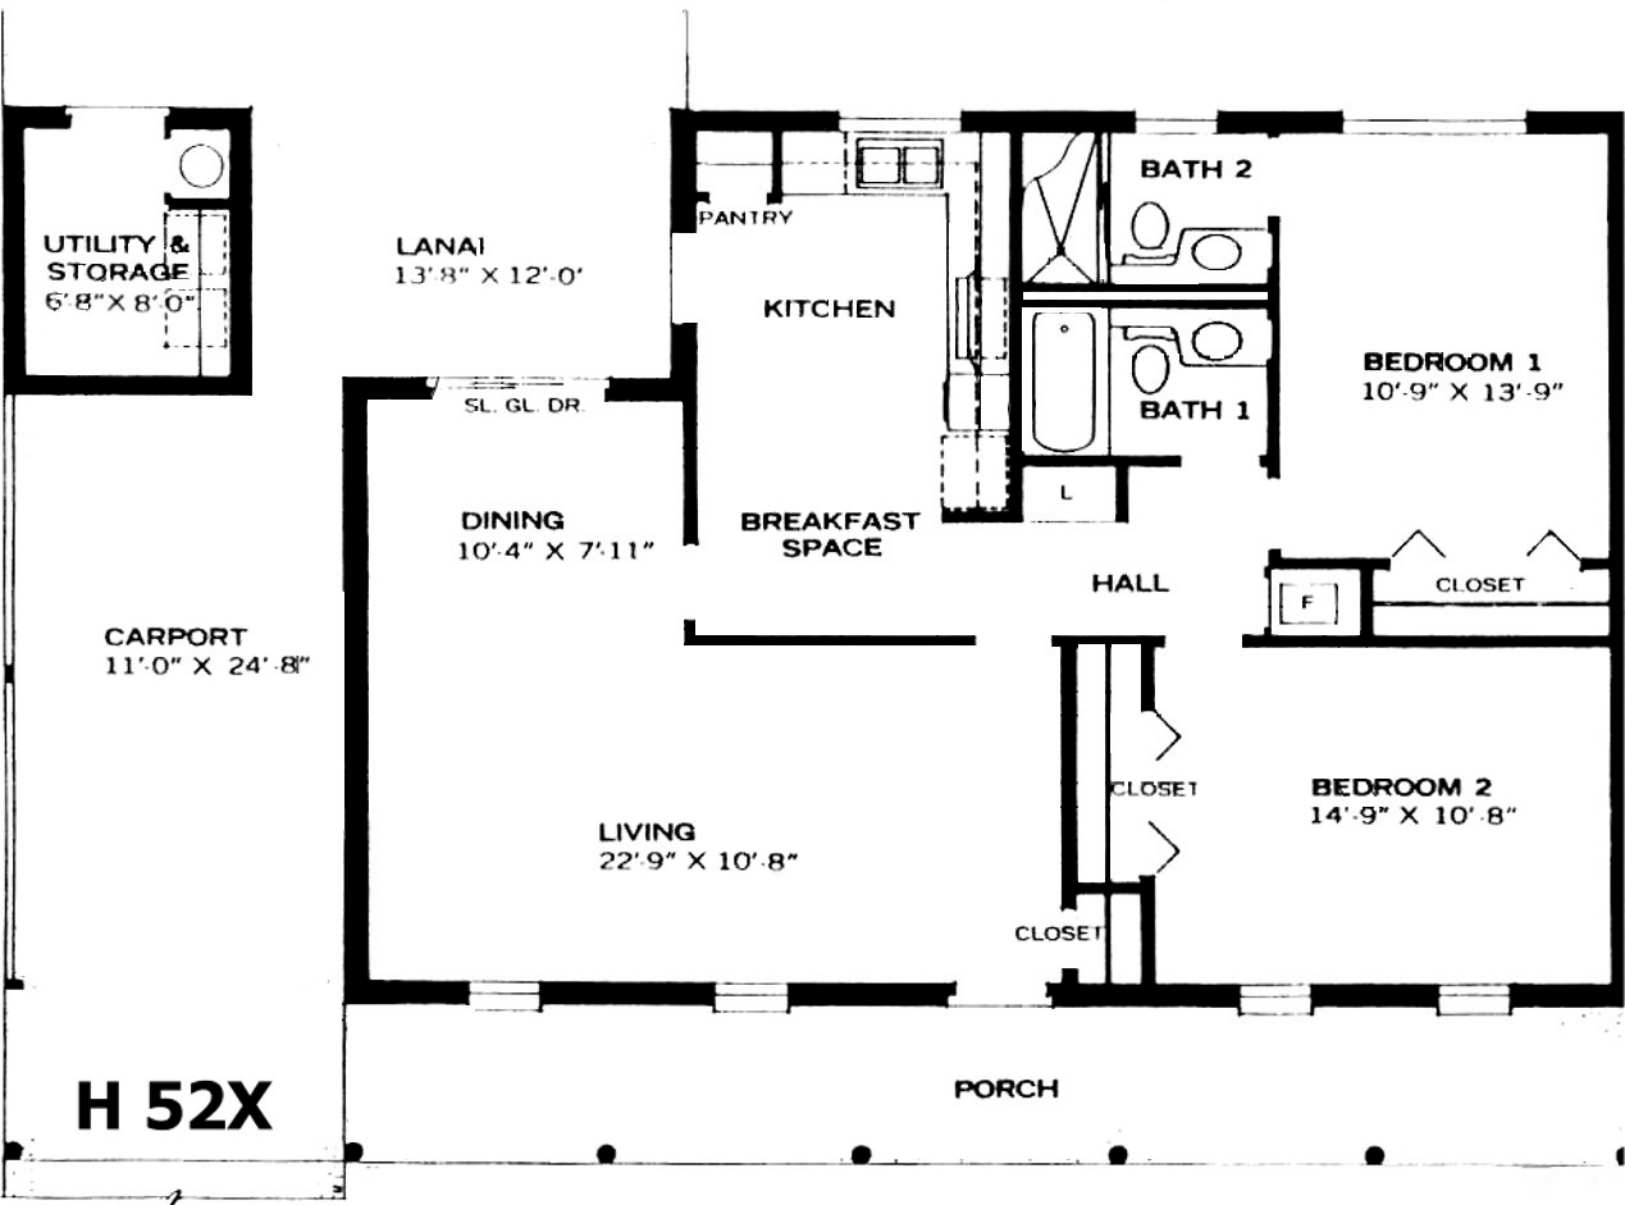 UTILITY &
STORAGE
6'-8" X 8'-0"
LANAI
13'-8" X 12'-0'
SL. GL. DR.
PANTRY
KITCHEN
BATH 2
BATH 1
BEDROOM 1
10'-9" X 13'-9"
L
DINING
10'-4" X 7'-11"
BREAKFAST
SPACE
HALL
F
CLOSET
CARPORT
11'-0" X 24'-8"
LIVING
22'-9" X 10'-8"
CLOSET
BEDROOM 2
14'-9" X 10'-8"
CLOSET
PORCH
H 52X